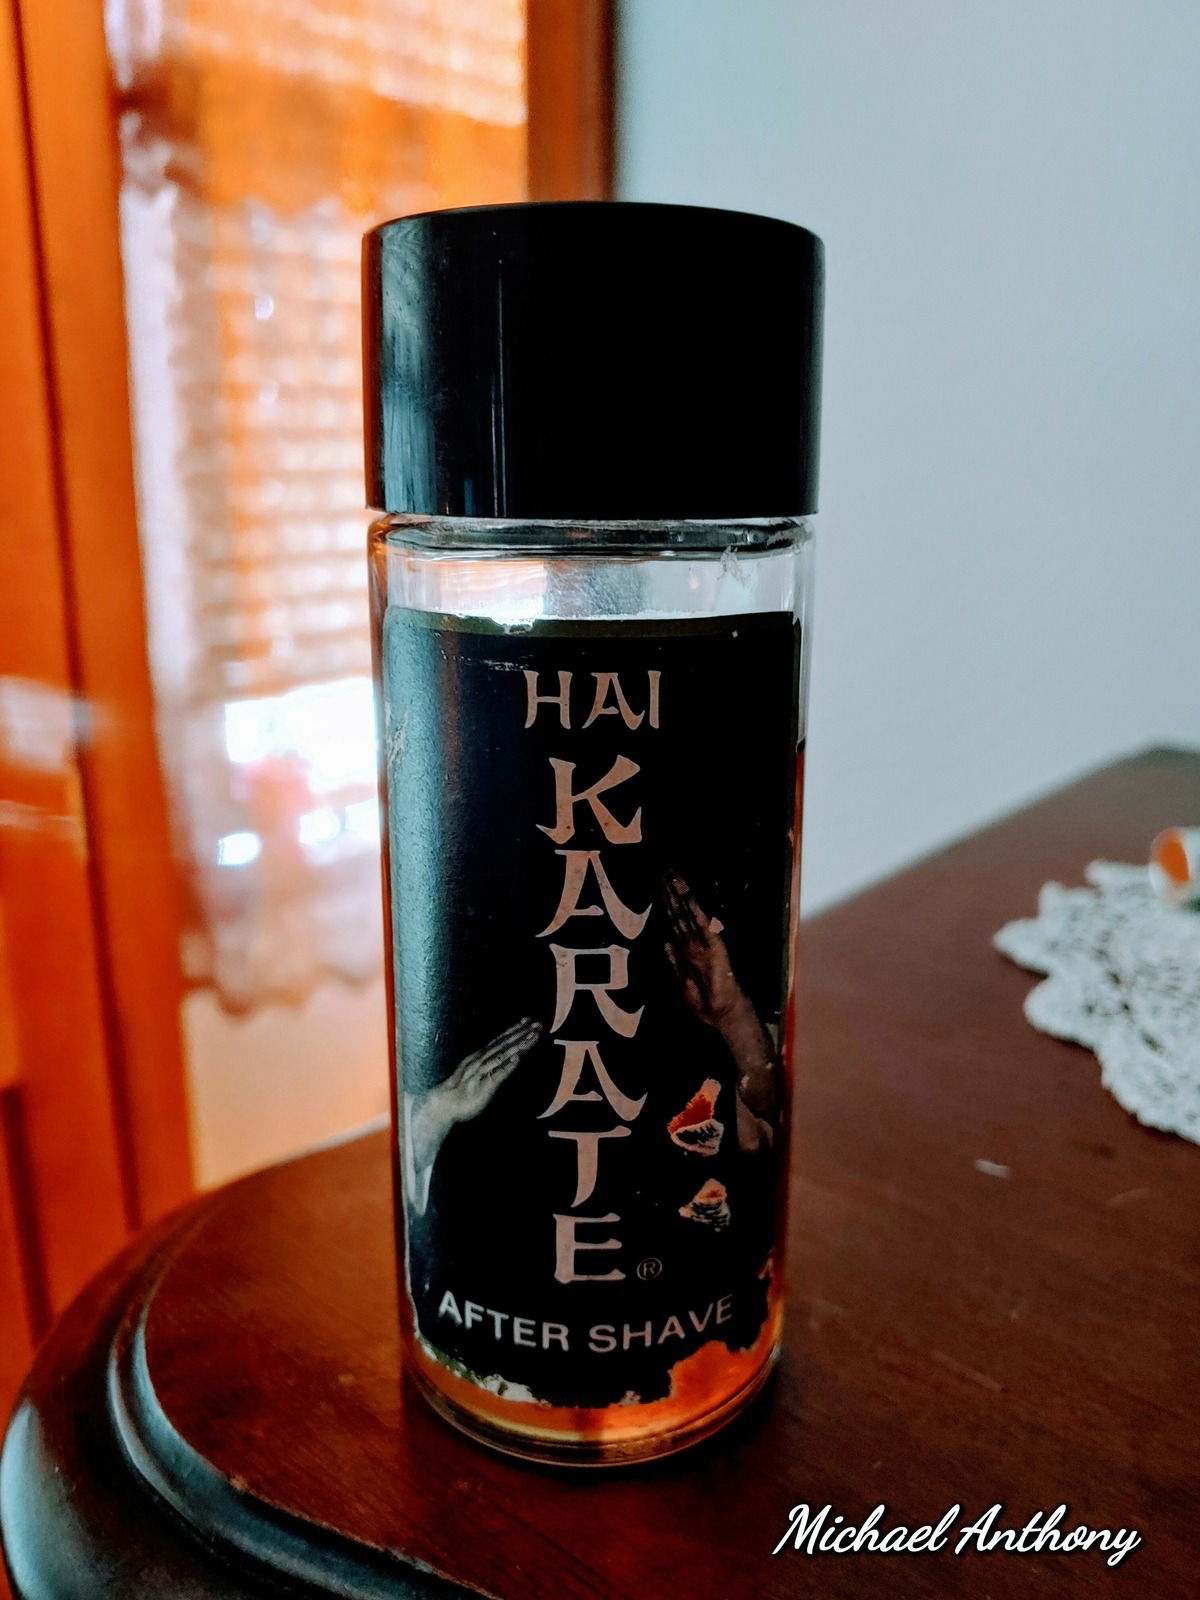 HAI
KARATE®
AFTER SHAVE
Michael Anthony